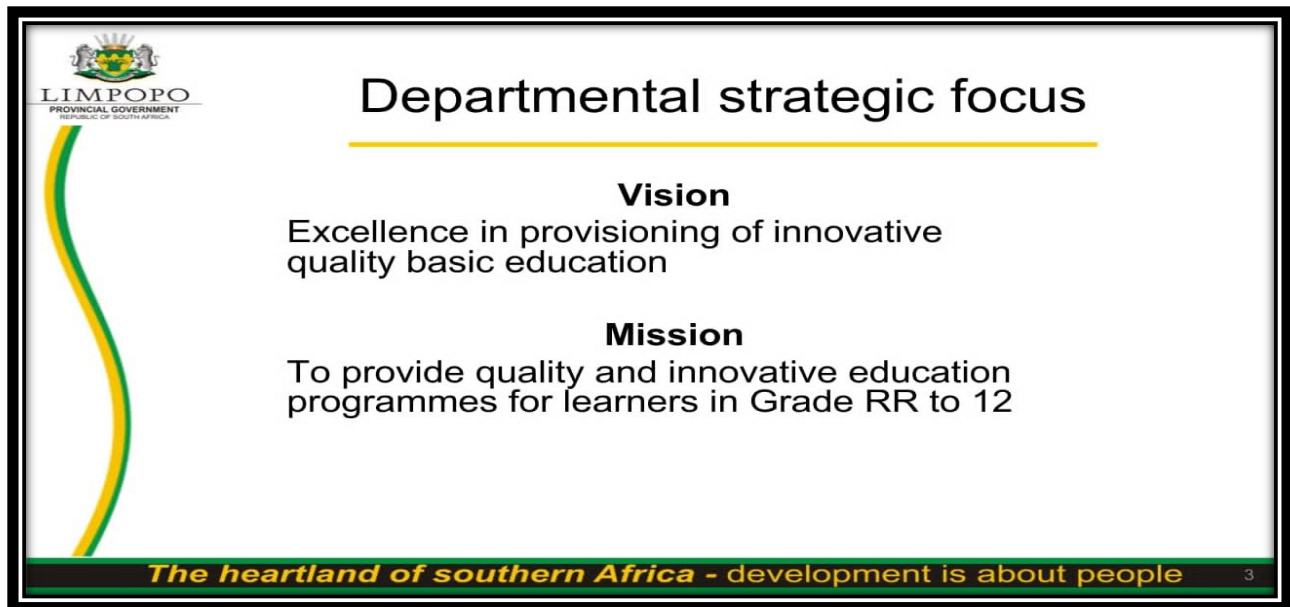 LIMPOPO
PROVINCIAL GOVERNMENT
REPUBLIC OF SOUTH AFRICA
Departmental strategic focus
Vision
Excellence in provisioning of innovative
quality basic education
Mission
To provide quality and innovative education
programmes for learners in Grade RR to 12
The heartland of southern Africa - development is about people
3